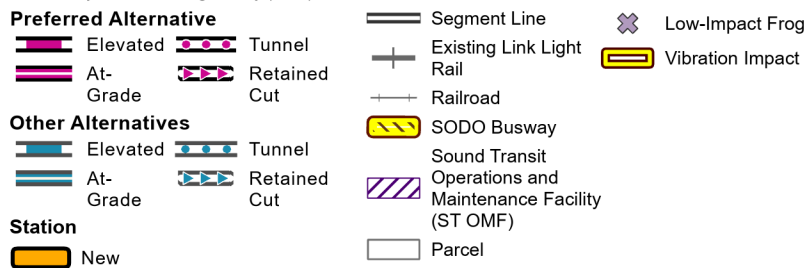 Preferred Alternative
Elevated
Tunnel
At-
Grade
Retained
Cut
Other Alternatives
Elevated
Tunnel
At-
Grade
Retained
Cut
Station
New
Segment Line
Existing Link Light
Rail
Railroad
SODO Busway
Sound Transit
Operations and
Maintenance Facility
(ST OMF)
Parcel
Low-Impact Frog
Vibration Impact